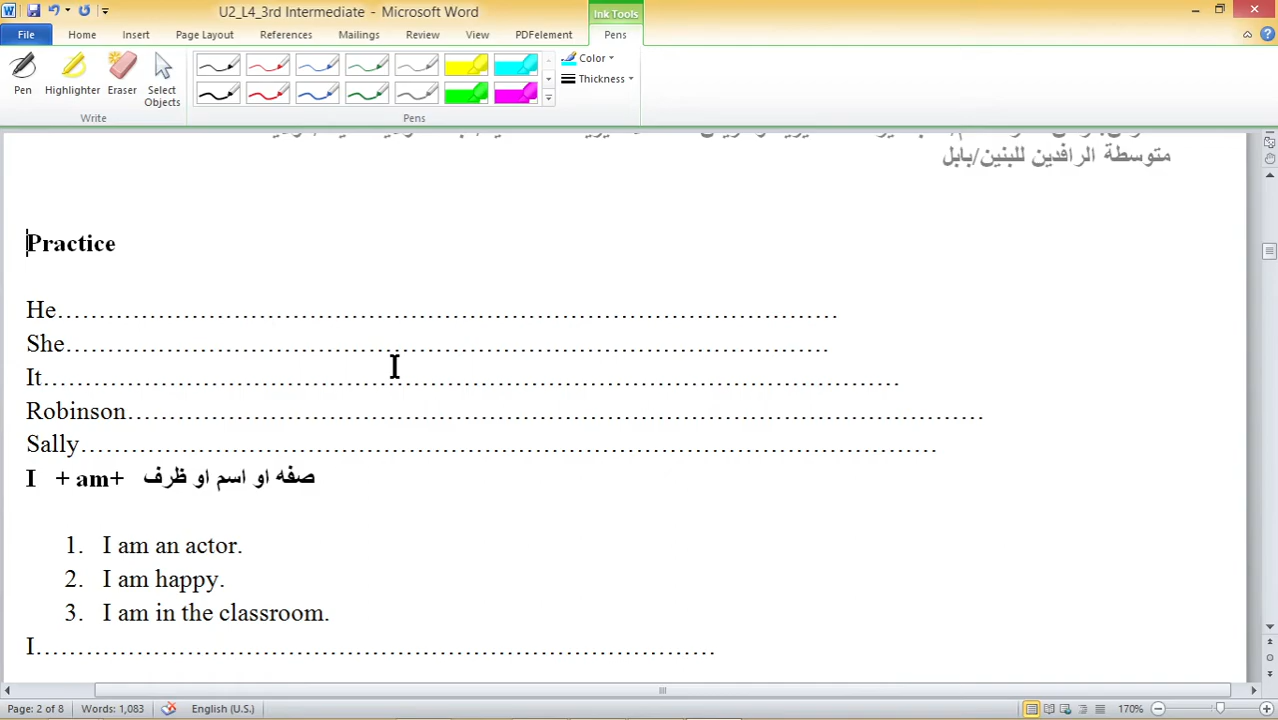 U2_L4_3rd Intermediate - Microsoft Word
Ink Tools
File Home Insert Page Layout References Mailings Review View PDFelement Pens
Pen Highlighter Eraser Select Objects
Color
Thickness
Write Pens
متوسطة الرافدين للبنين/بابل
Practice
He……………………………………………………………………………………
She……………………………………………………………………………….
It…………………………………………………………………………………………….
Robinson…………………………………………………………………………………………
Sally…………………………………………………………………………………………
I + am+ صفه او اسم او ظرف
1. I am an actor.
2. I am happy.
3. I am in the classroom.
I………………………………………………………………………
Page: 2 of 8 Words: 1,083 English (U.S.) 170%